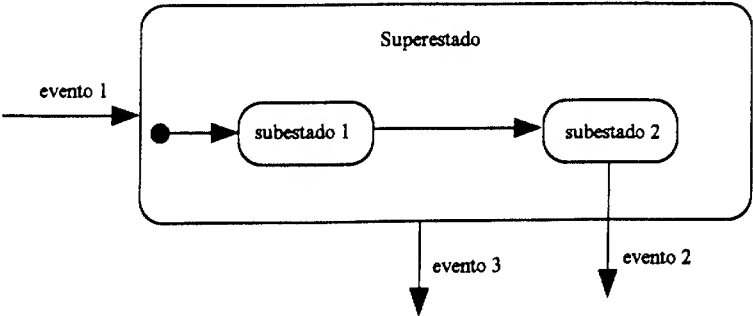 Superestado
evento 1
subestado 1
subestado 2
evento 3
evento 2